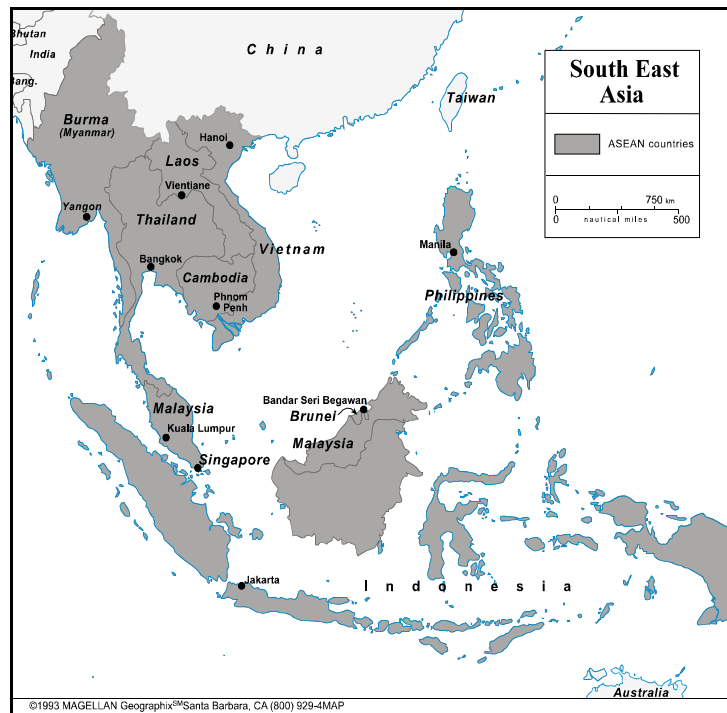 Bhutan
India
Bang.
China
Taiwan
South East
Asia
ASEAN countries
0 750 km
0 nautical miles 500
Burma
(Myanmar)
Hanoi
Laos
Vientiane
Yangon
Thailand
Vietnam
Bangkok
Cambodia
Phnom
Penh
Manila
Philippines
Malaysia
Kuala Lumpur
Singapore
Bandar Seri Begawan
Brunei
Malaysia
Jakarta
Indonesia
Australia
©1993 MAGELLAN Geographix℠Santa Barbara, CA (800) 929-4MAP